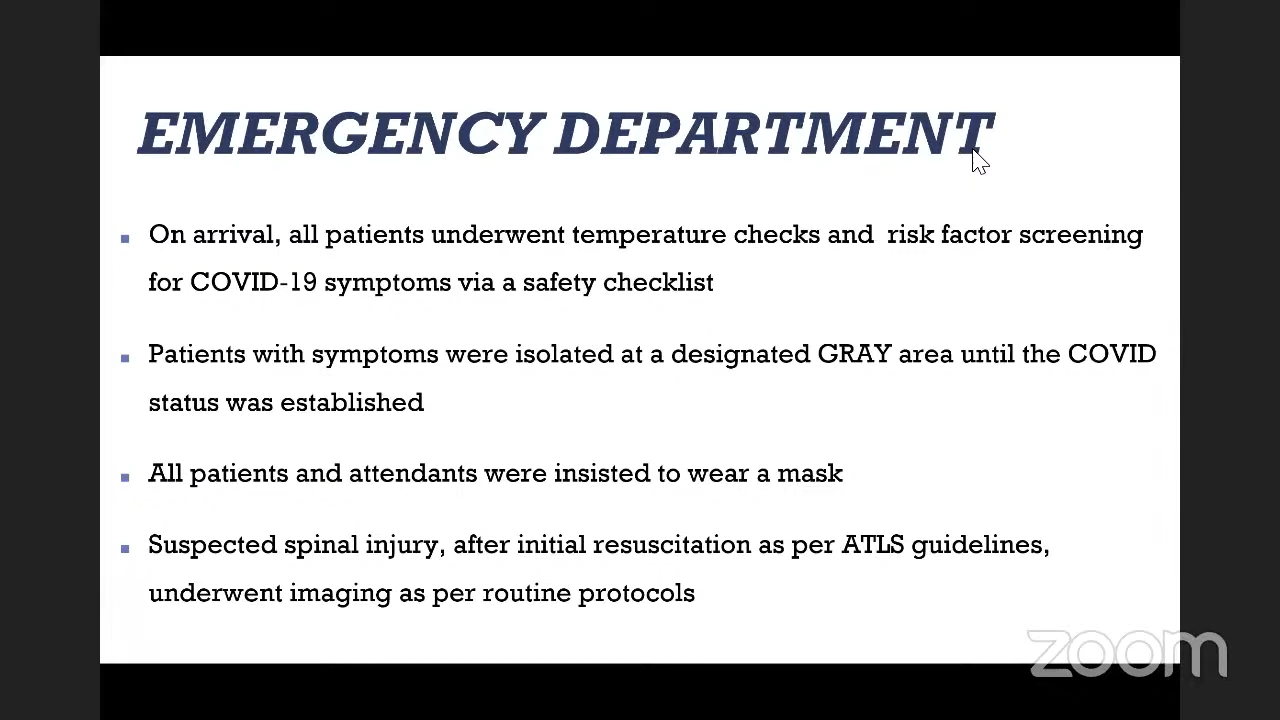 EMERGENCY DEPARTMENT
On arrival, all patients underwent temperature checks and risk factor screening
for COVID-19 symptoms via a safety checklist
Patients with symptoms were isolated at a designated GRAY area until the COVID
status was established
All patients and attendants were insisted to wear a mask
Suspected spinal injury, after initial resuscitation as per ATLS guidelines,
underwent imaging as per routine protocols
zoom